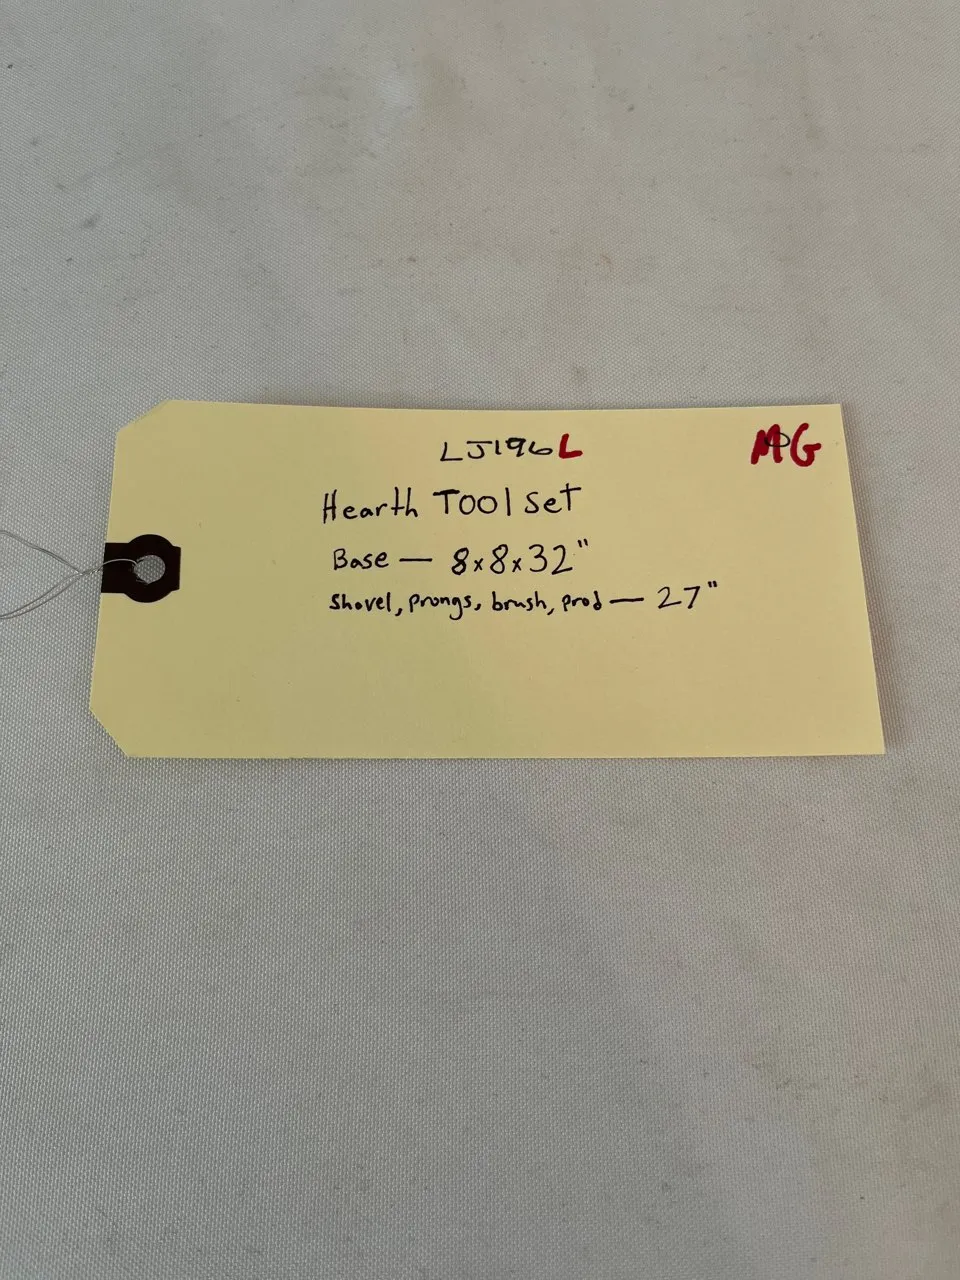 LJ196L
MG
Hearth Tool Set
Base — 8x8x32"
shovel, prongs, brush, prod — 27"